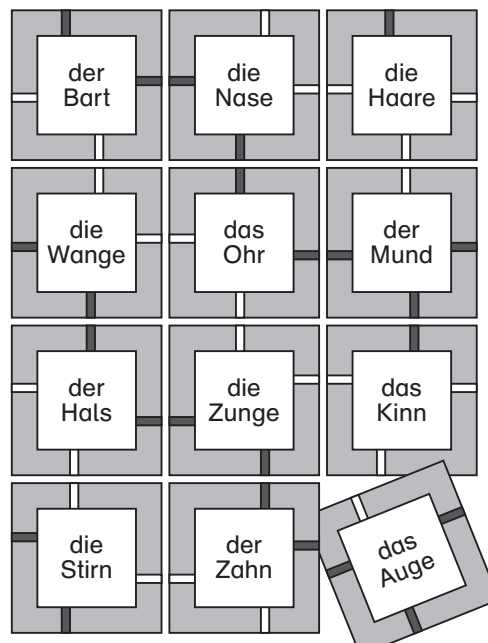 der
Bart
die
Nase
die
Haare
die
Wange
das
Ohr
der
Mund
der
Hals
die
Zunge
das
Kinn
die
Stirn
der
Zahn
das
Auge